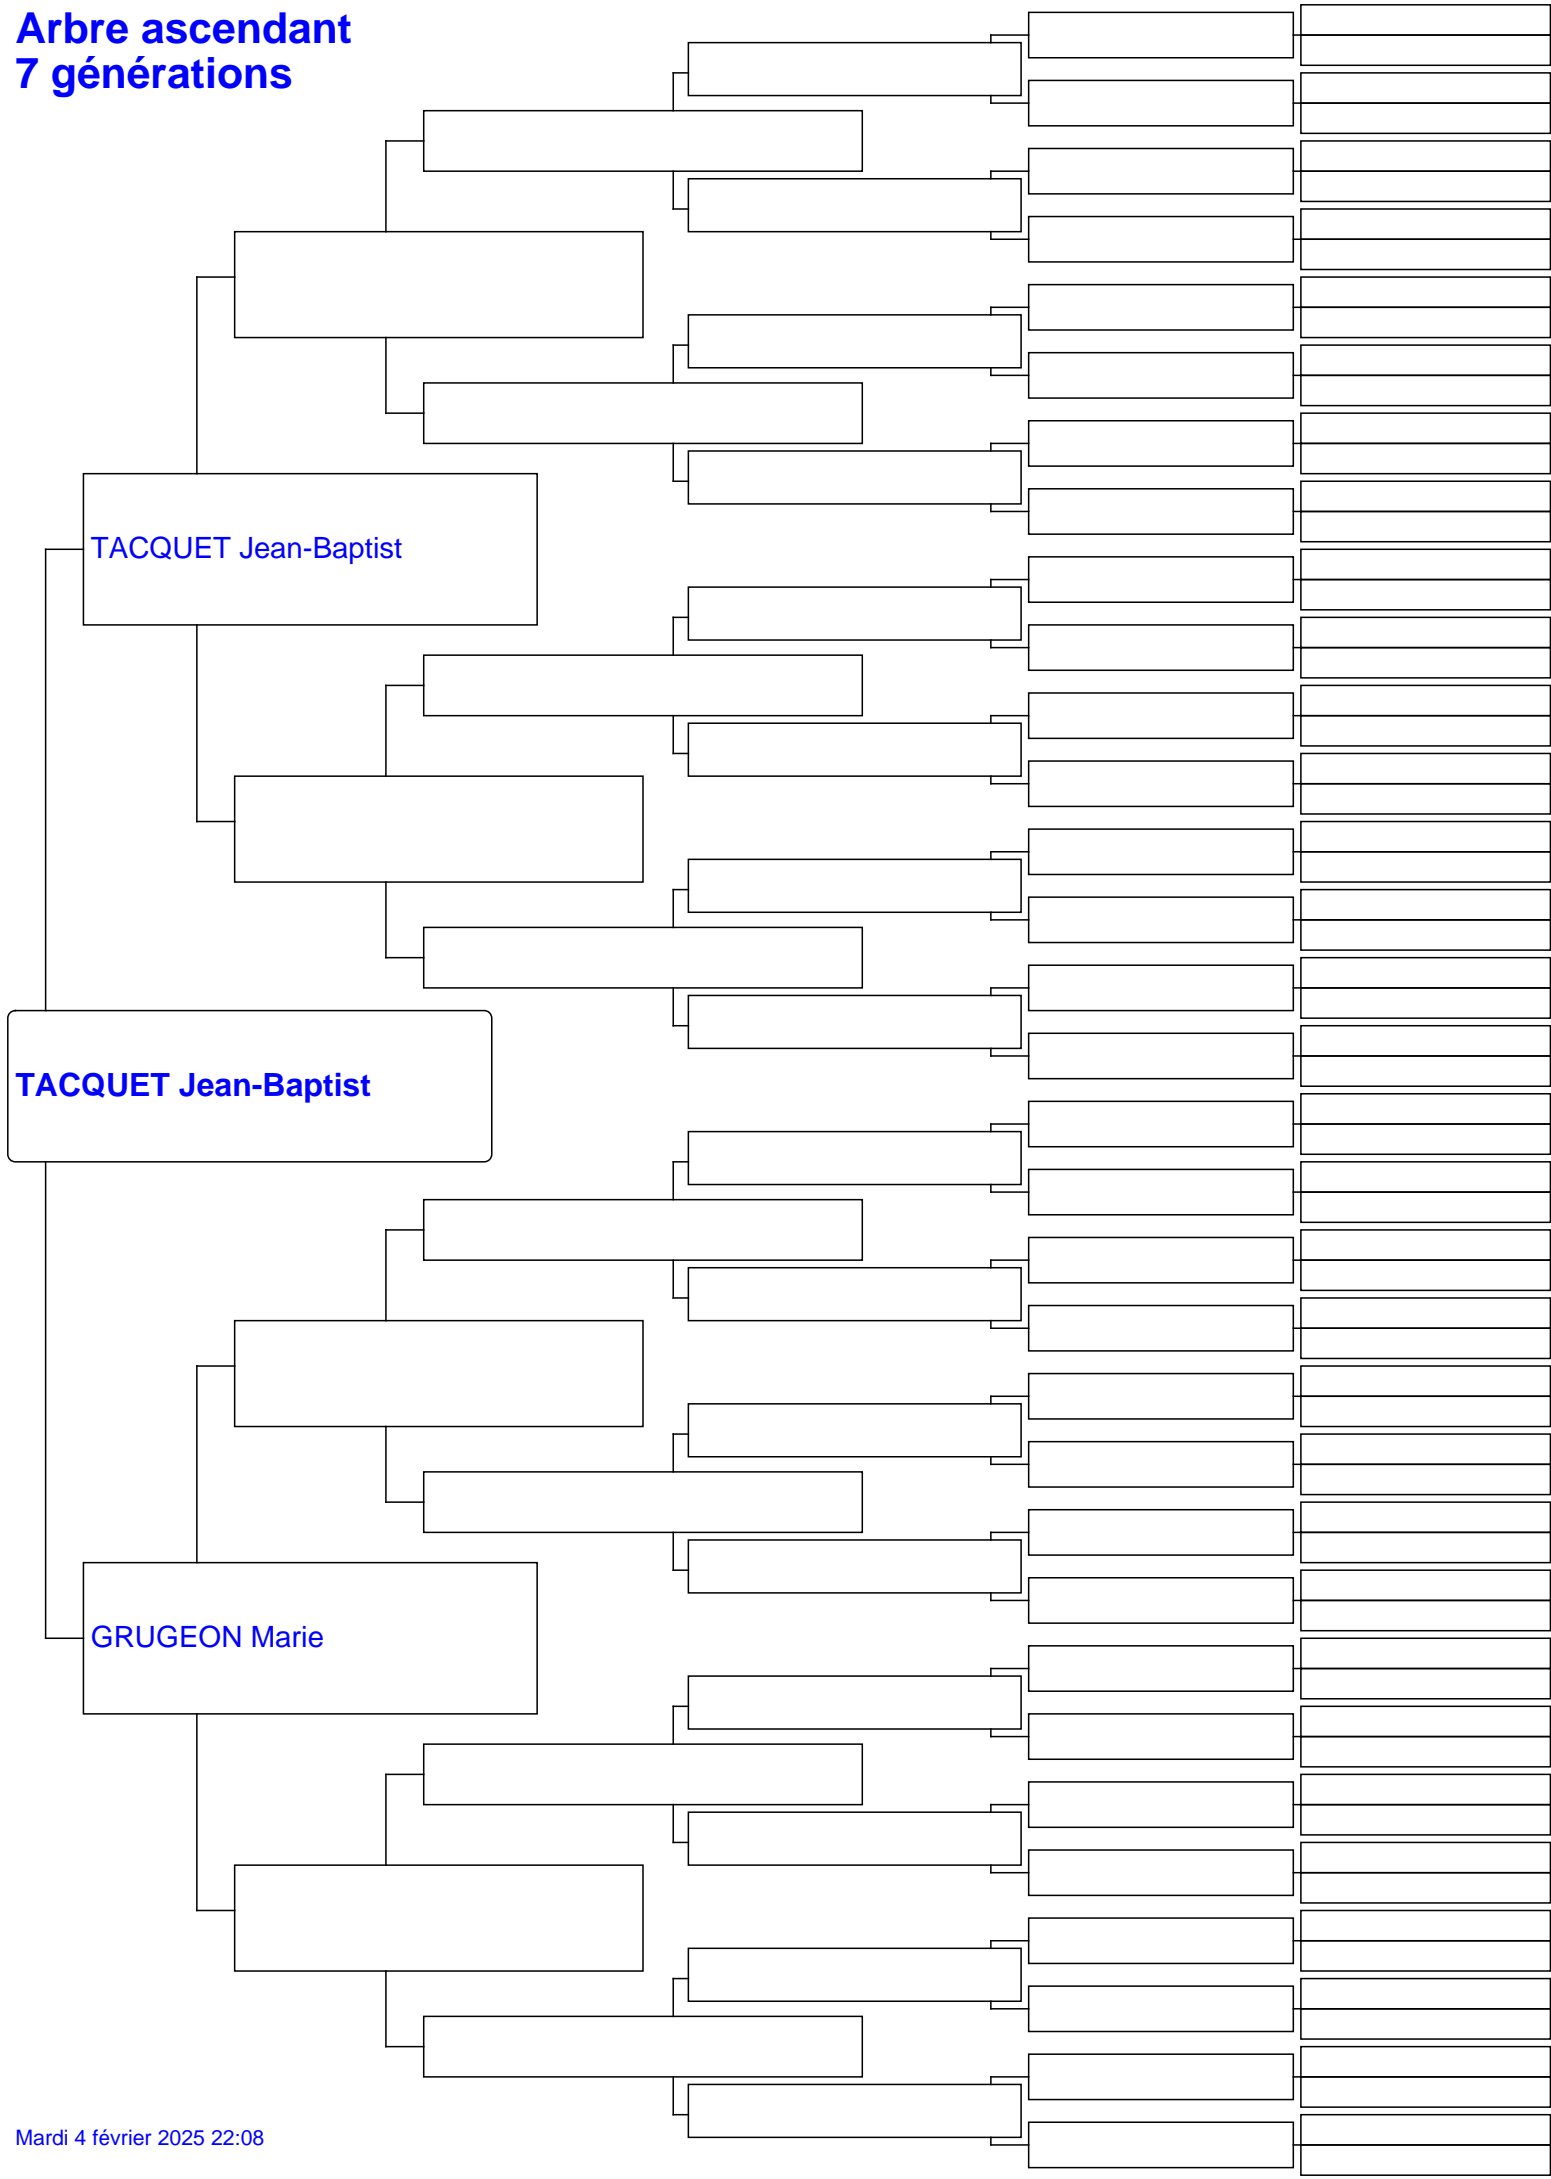 Arbre ascendant
7 générations
TACQUET Jean-Baptist
TACQUET Jean-Baptist
GRUGEON Marie
Mardi 4 février 2025 22:08